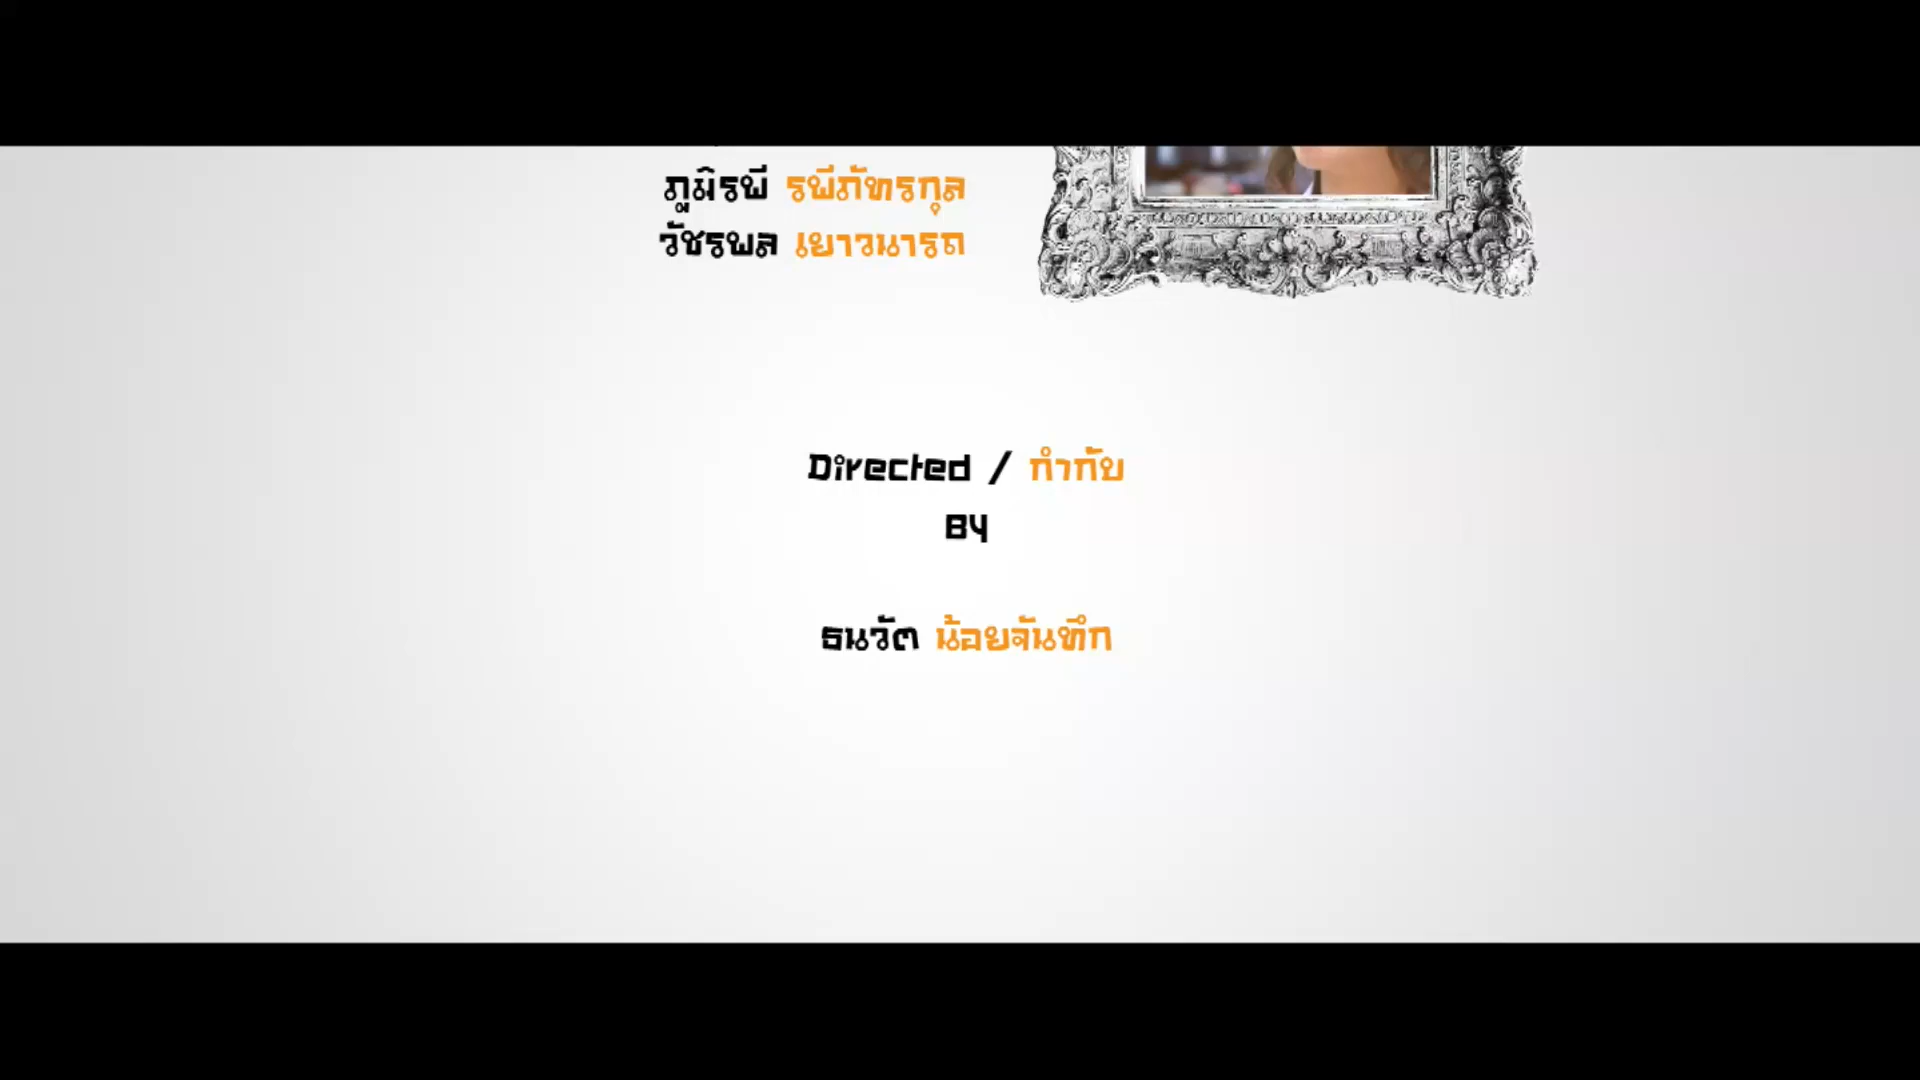 ภูมิรพี รพีภัทรกุล
วัชรพล เยาวนารถ
Directed / กำกับ
BY
ธนวัต น้อยจันทึก